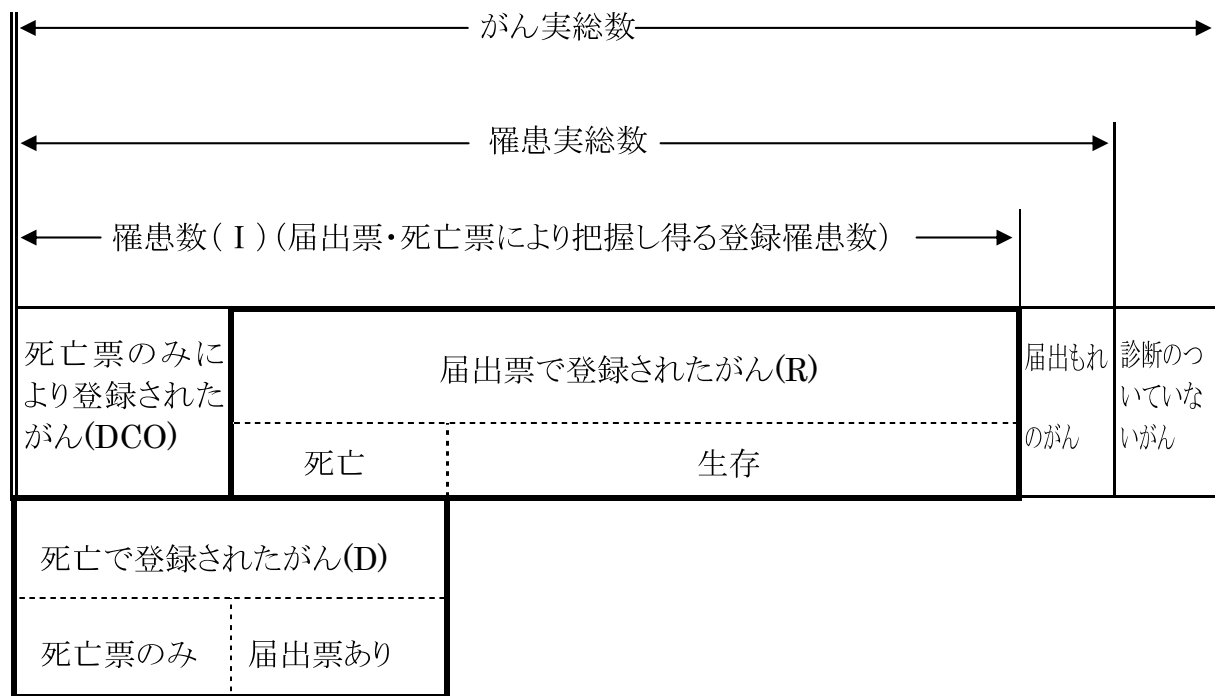 がん実総数
罹患実総数
罹患数(Ⅰ)(届出票・死亡票により把握し得る登録罹患数)
死亡票のみに
より登録された
がん(DCO)
届出票で登録されたがん(R)
死亡
生存
届出もれ
のがん
診断のつ
いていな
いがん
死亡で登録されたがん(D)
死亡票のみ
届出票あり